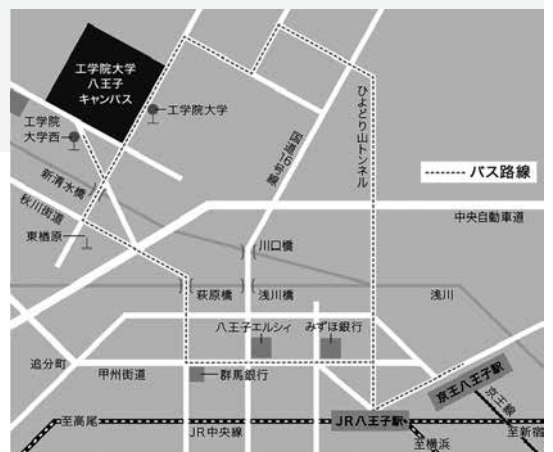 工学院大学
八王子
キャンパス
工学院大学
工学院
大学西
国道16号線
ひよどり山トンネル
バス路線
新清水橋
秋川街道
中央自動車道
東楢原
川口橋
萩原橋
浅川橋
浅川
八王子エルシィ
みずほ銀行
追分町
甲州街道
群馬銀行
京王八王子駅
京王線
JR八王子駅
至高尾
JR中央線
至横浜
至新宿